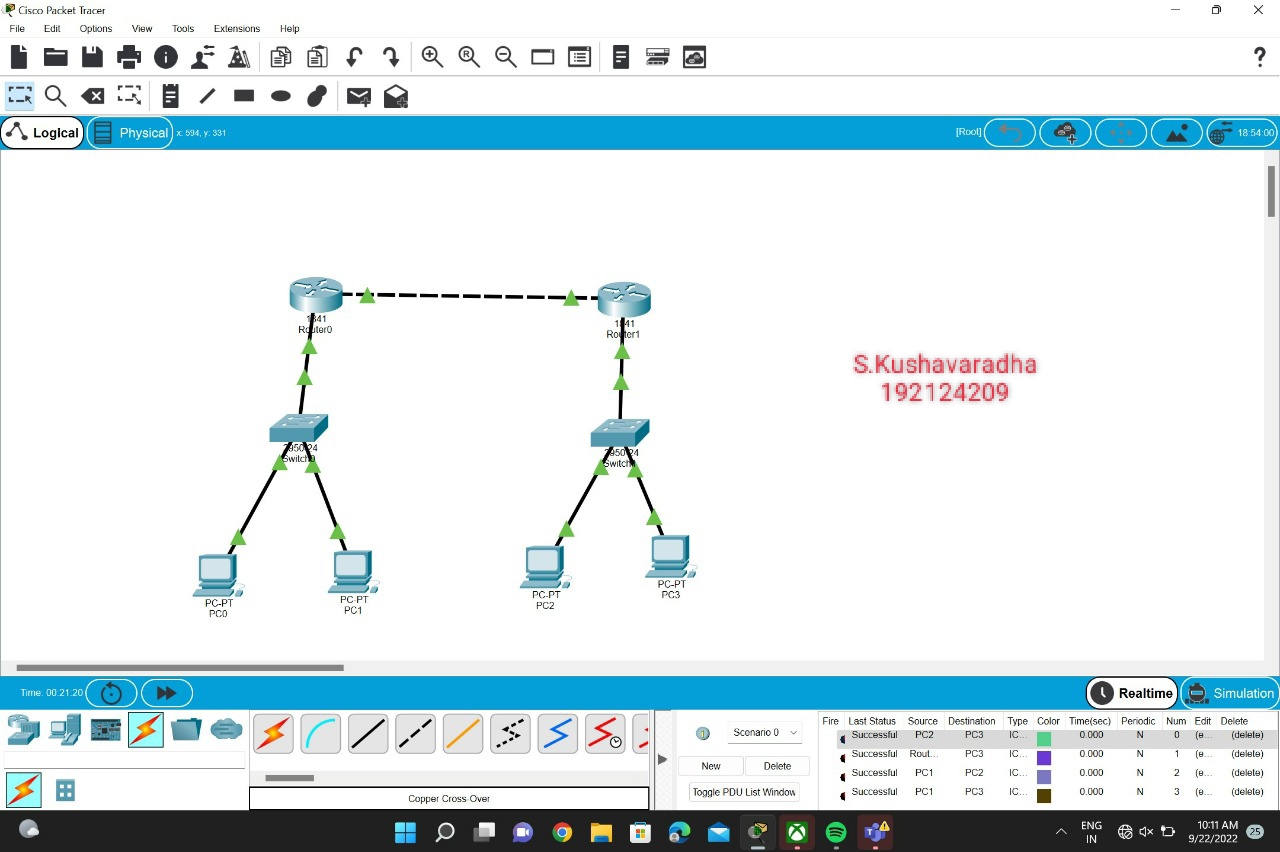 Cisco Packet Tracer
File Edit Options View Tools Extensions Help
Logical Physical x: 594, y: 331 [Root] 18:54:00
1841
Router0
1841
Router1
S.Kushavaradha
192124209
2950-24
Switch0
2950-24
Switch1
PC-PT
PC0
PC-PT
PC1
PC-PT
PC2
PC-PT
PC3
Time: 00:21:20 Realtime Simulation
Scenario 0
New Delete
Toggle PDU List Window
Copper Cross-Over
Fire Last Status Source Destination Type Color Time(sec) Periodic Num Edit Delete
Successful PC2 PC3 IC... 0.000 N 0 (e... (delete)
Successful Rout... PC3 IC... 0.000 N 1 (e... (delete)
Successful PC1 PC2 IC... 0.000 N 2 (e... (delete)
Successful PC1 PC3 IC... 0.000 N 3 (e... (delete)
ENG
IN
10:11 AM
9/22/2022
25